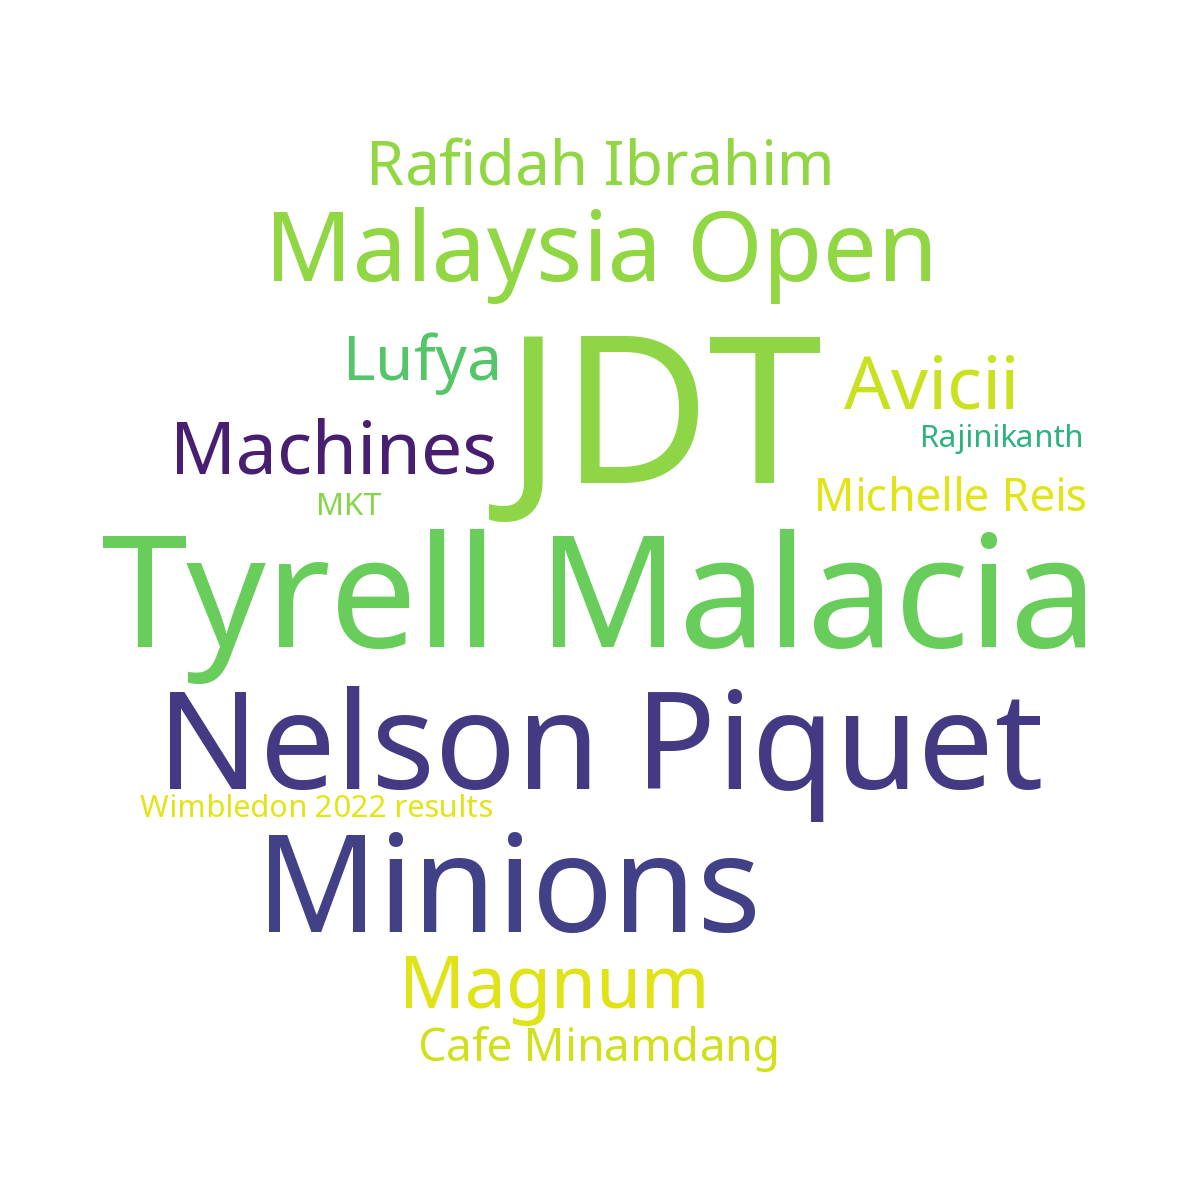 Rafidah Ibrahim
Malaysia Open
JDT
Lufya
Avicii
Machines
Rajinikanth
MKT
Michelle Reis
Tyrell Malacia
Nelson Piquet
Wimbledon 2022 results
Minions
Magnum
Cafe Minamdang